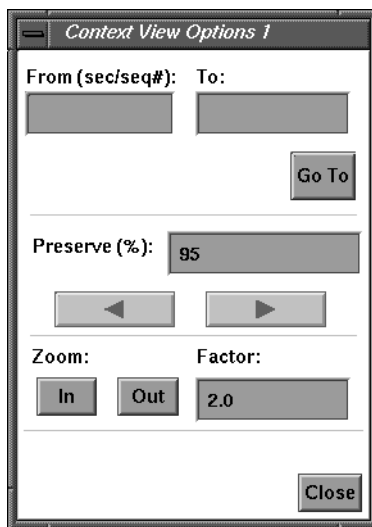 Context View Options 1
From (sec/seq#): To:
Go To
Preserve (%): 95
Zoom: Factor:
In Out 2.0
Close